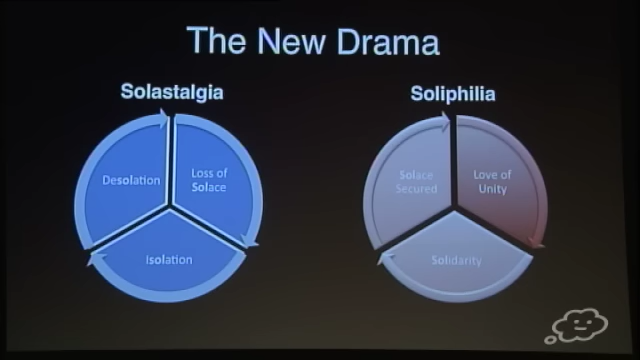 The New Drama
Solastalgia
Soliphilia
Desolation
Loss of
Solace
Isolation
Solace
Secured
Love of
Unity
Solidarity